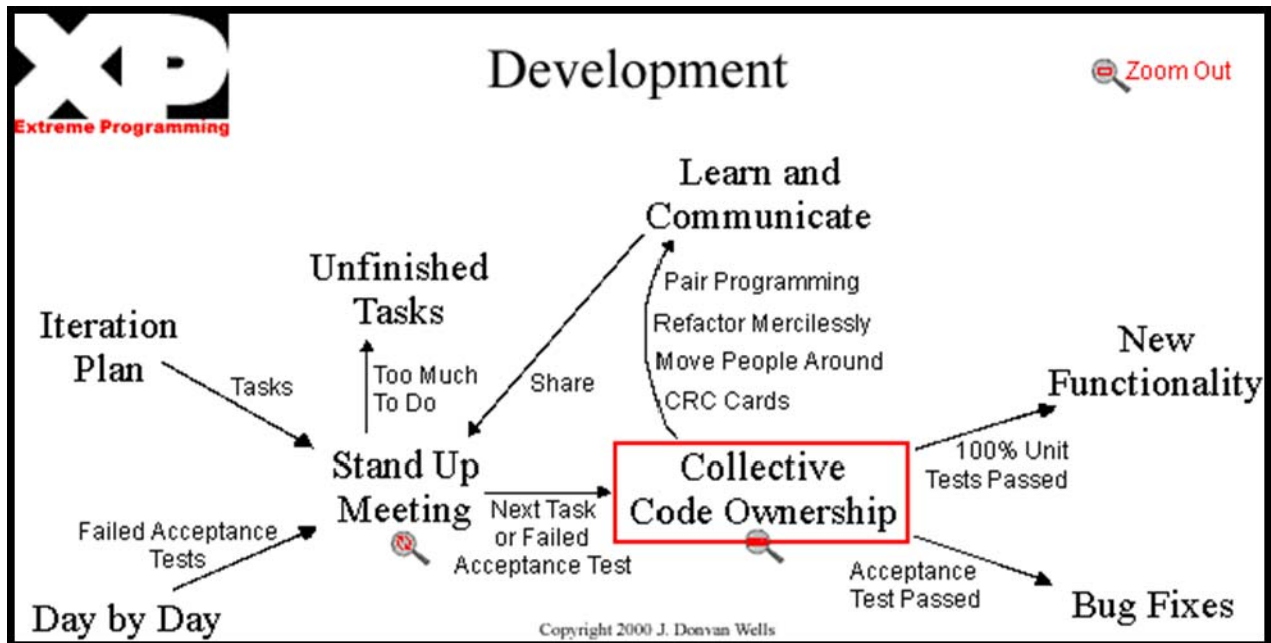 XP
Extreme Programming
Development
Zoom Out
Learn and
Communicate
Unfinished
Tasks
Iteration
Plan
Tasks
Too Much
To Do
Share
Pair Programming
Refactor Mercilessly
Move People Around
CRC Cards
New
Functionality
100% Unit
Tests Passed
Stand Up
Meeting
Collective
Code Ownership
Next Task
or Failed
Acceptance Test
Failed Acceptance
Tests
Day by Day
Acceptance
Test Passed
Bug Fixes
Copyright 2000 J. Donvan Wells